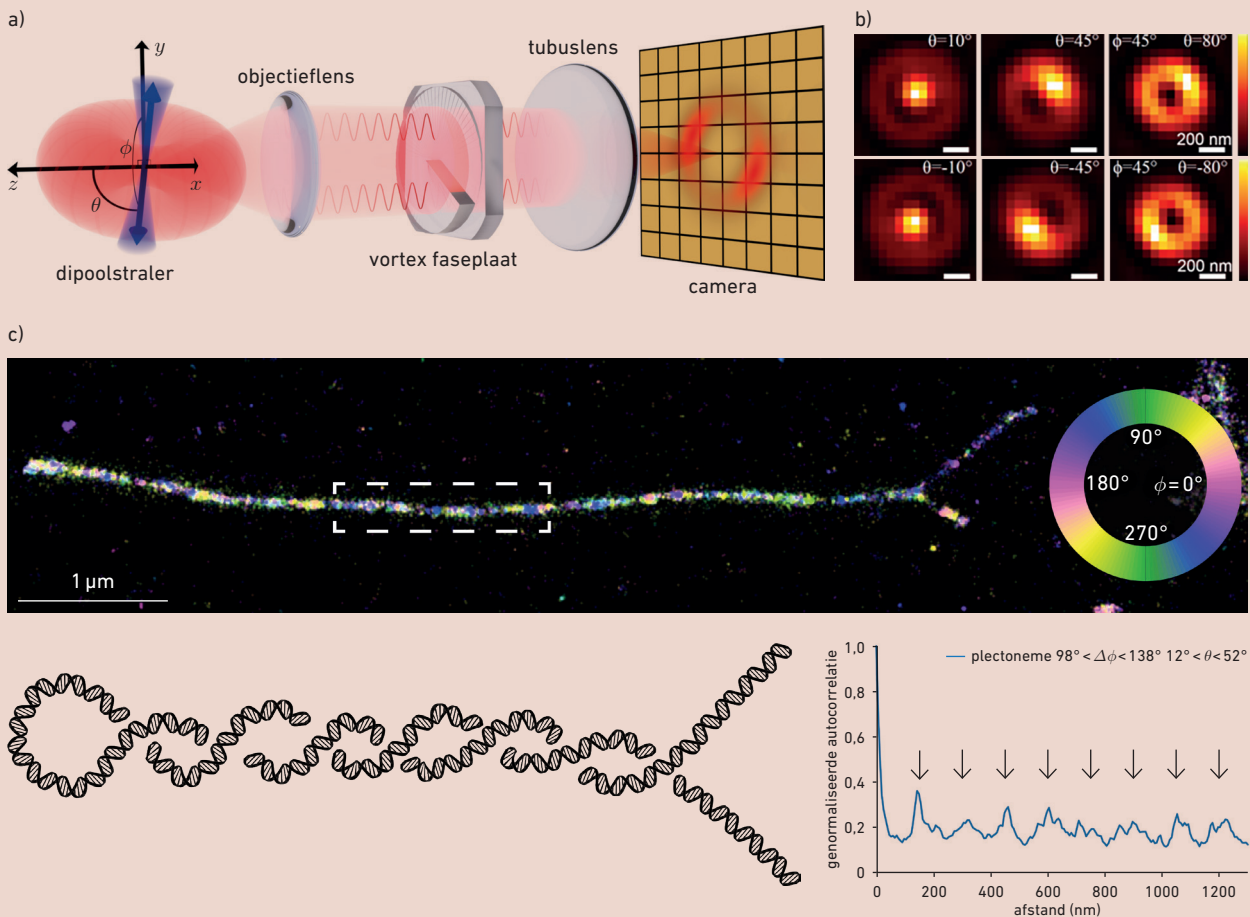 a)
y
z
x
ϕ
θ
dipoolstraler
objectieflens
vortex faseplaat
tubuslens
camera
b)
θ=10°
θ=45°
ϕ=45° θ=80°
200 nm
θ=-10°
θ=-45°
ϕ=45° θ=-80°
200 nm
c)
1 µm
90°
180° ϕ=0°
270°
plectoneme 98° < Δϕ < 138° 12° < θ < 52°
genormaliseerde autocorrelatie
1,0
0,8
0,6
0,4
0,2
0
0 200 400 600 800 1000 1200
afstand (nm)